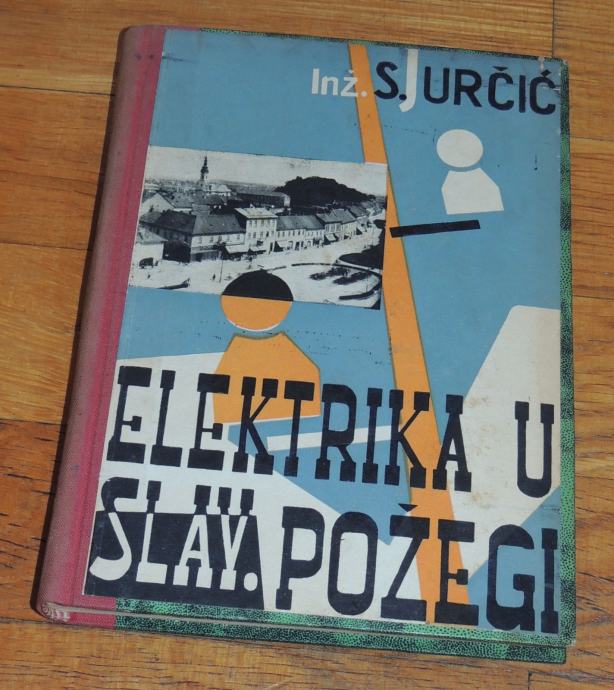 Inž. S. JURČIĆ
ELEKTRIKA U
SLAV. POŽEGI